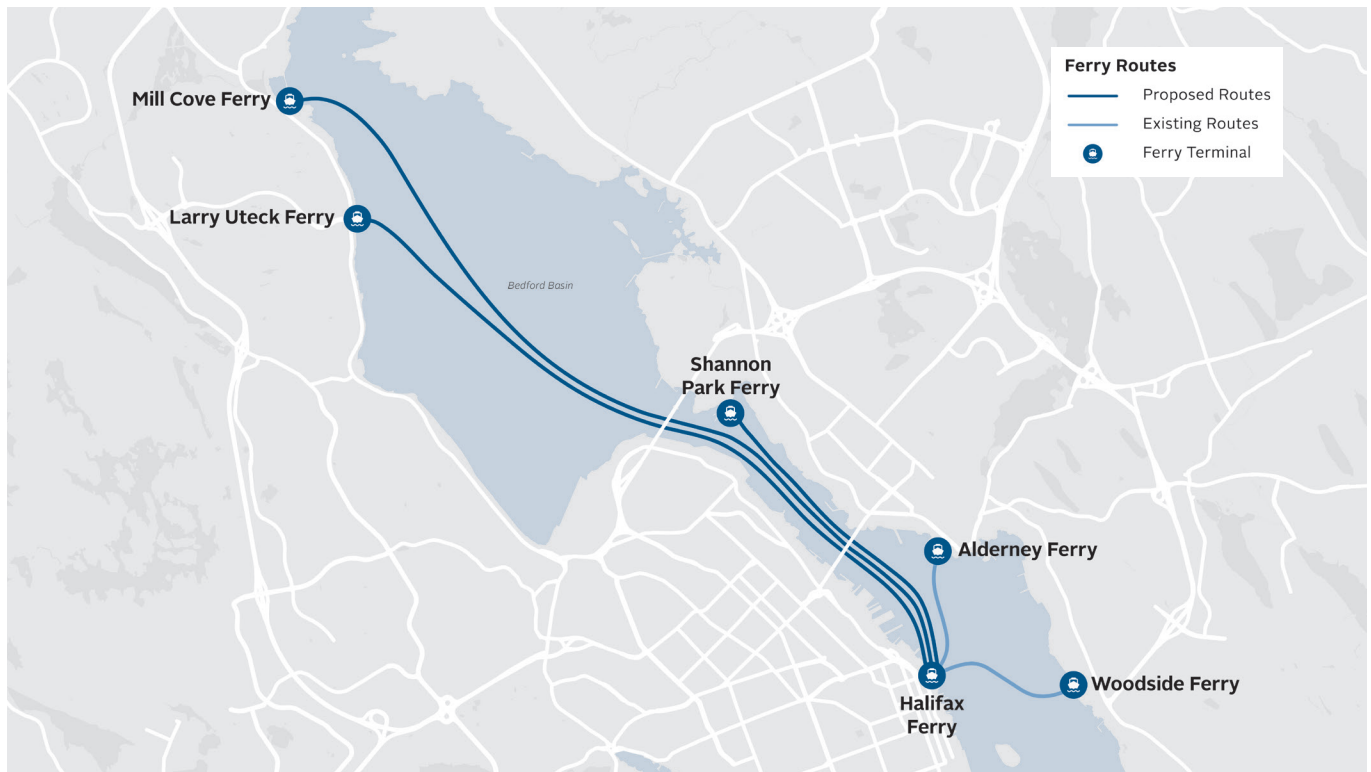 Ferry Routes
Proposed Routes
Existing Routes
Ferry Terminal
Mill Cove Ferry
Larry Uteck Ferry
Bedford Basin
Shannon
Park Ferry
Alderney Ferry
Woodside Ferry
Halifax
Ferry